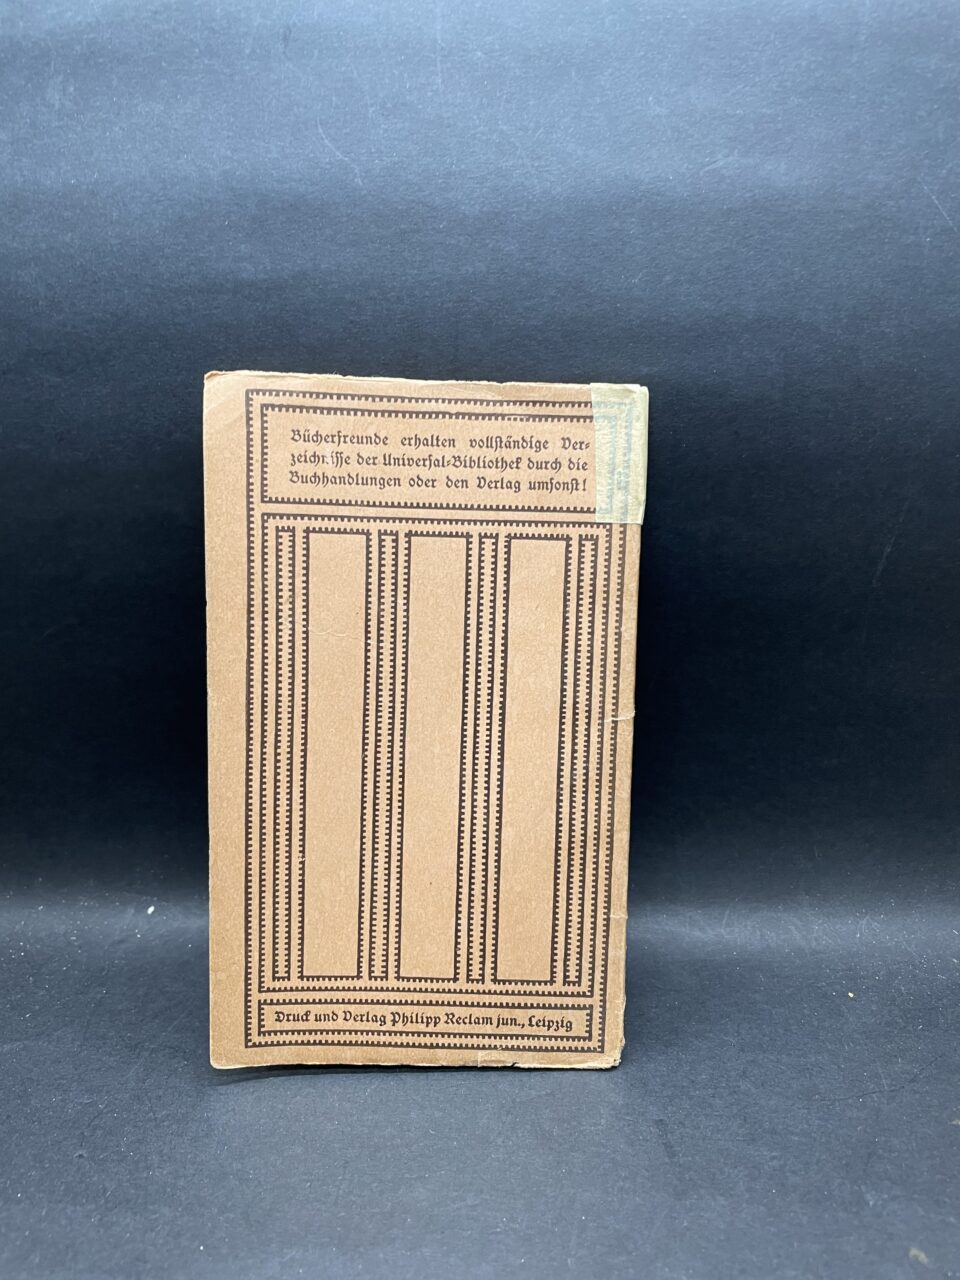 Bücherfreunde erhalten vollständige Ver-
zeichnisse der Universal-Bibliothek durch die
Buchhandlungen oder den Verlag umsonst!
Druck und Verlag Philipp Reclam jun., Leipzig